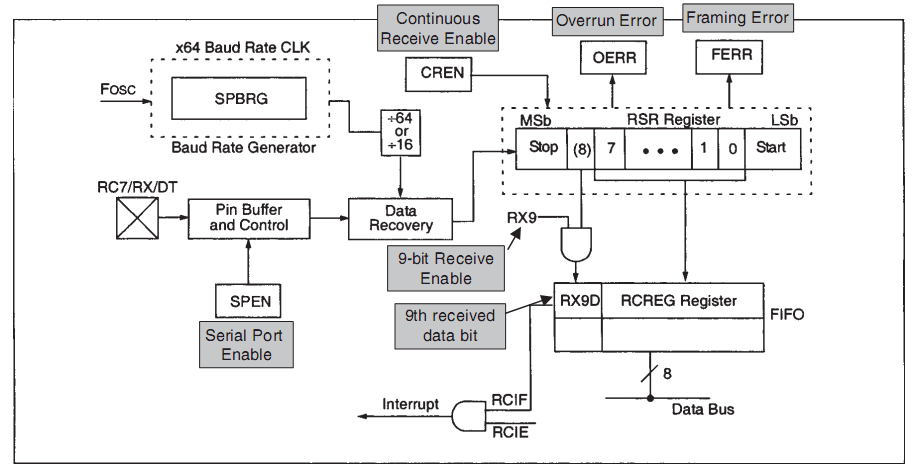 Continuous
Receive Enable
Overrun Error
Framing Error
x64 Baud Rate CLK
OERR
FERR
CREN
FOSC
SPBRG
÷64
or
÷16
MSb
RSR Register
LSb
Baud Rate Generator
Stop
(8)
7
• • •
1
0
Start
RC7/RX/DT
Pin Buffer
and Control
Data
Recovery
RX9
9-bit Receive
Enable
SPEN
RX9D
RCREG Register
FIFO
Serial Port
Enable
9th received
data bit
8
Interrupt
RCIF
RCIE
Data Bus